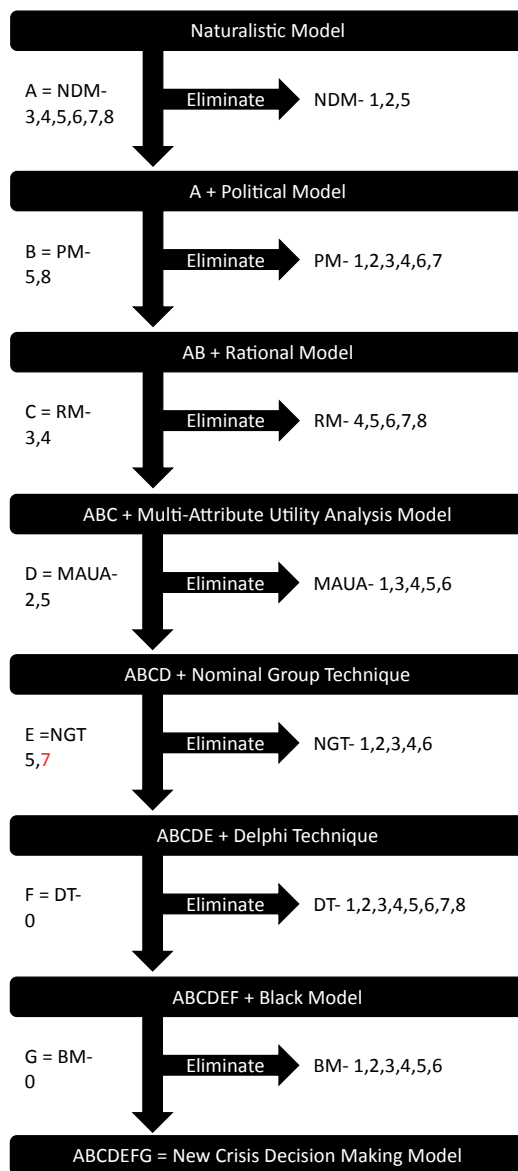 Naturalistic Model
A = NDM-
3,4,5,6,7,8
Eliminate
NDM- 1,2,5
A + Political Model
B = PM-
5,8
Eliminate
PM- 1,2,3,4,6,7
AB + Rational Model
C = RM-
3,4
Eliminate
RM- 4,5,6,7,8
ABC + Multi-Attribute Utility Analysis Model
D = MAUA-
2,5
Eliminate
MAUA- 1,3,4,5,6
ABCD + Nominal Group Technique
E =NGT
5,7
Eliminate
NGT- 1,2,3,4,6
ABCDE + Delphi Technique
F = DT-
0
Eliminate
DT- 1,2,3,4,5,6,7,8
ABCDEF + Black Model
G = BM-
0
Eliminate
BM- 1,2,3,4,5,6
ABCDEFG = New Crisis Decision Making Model